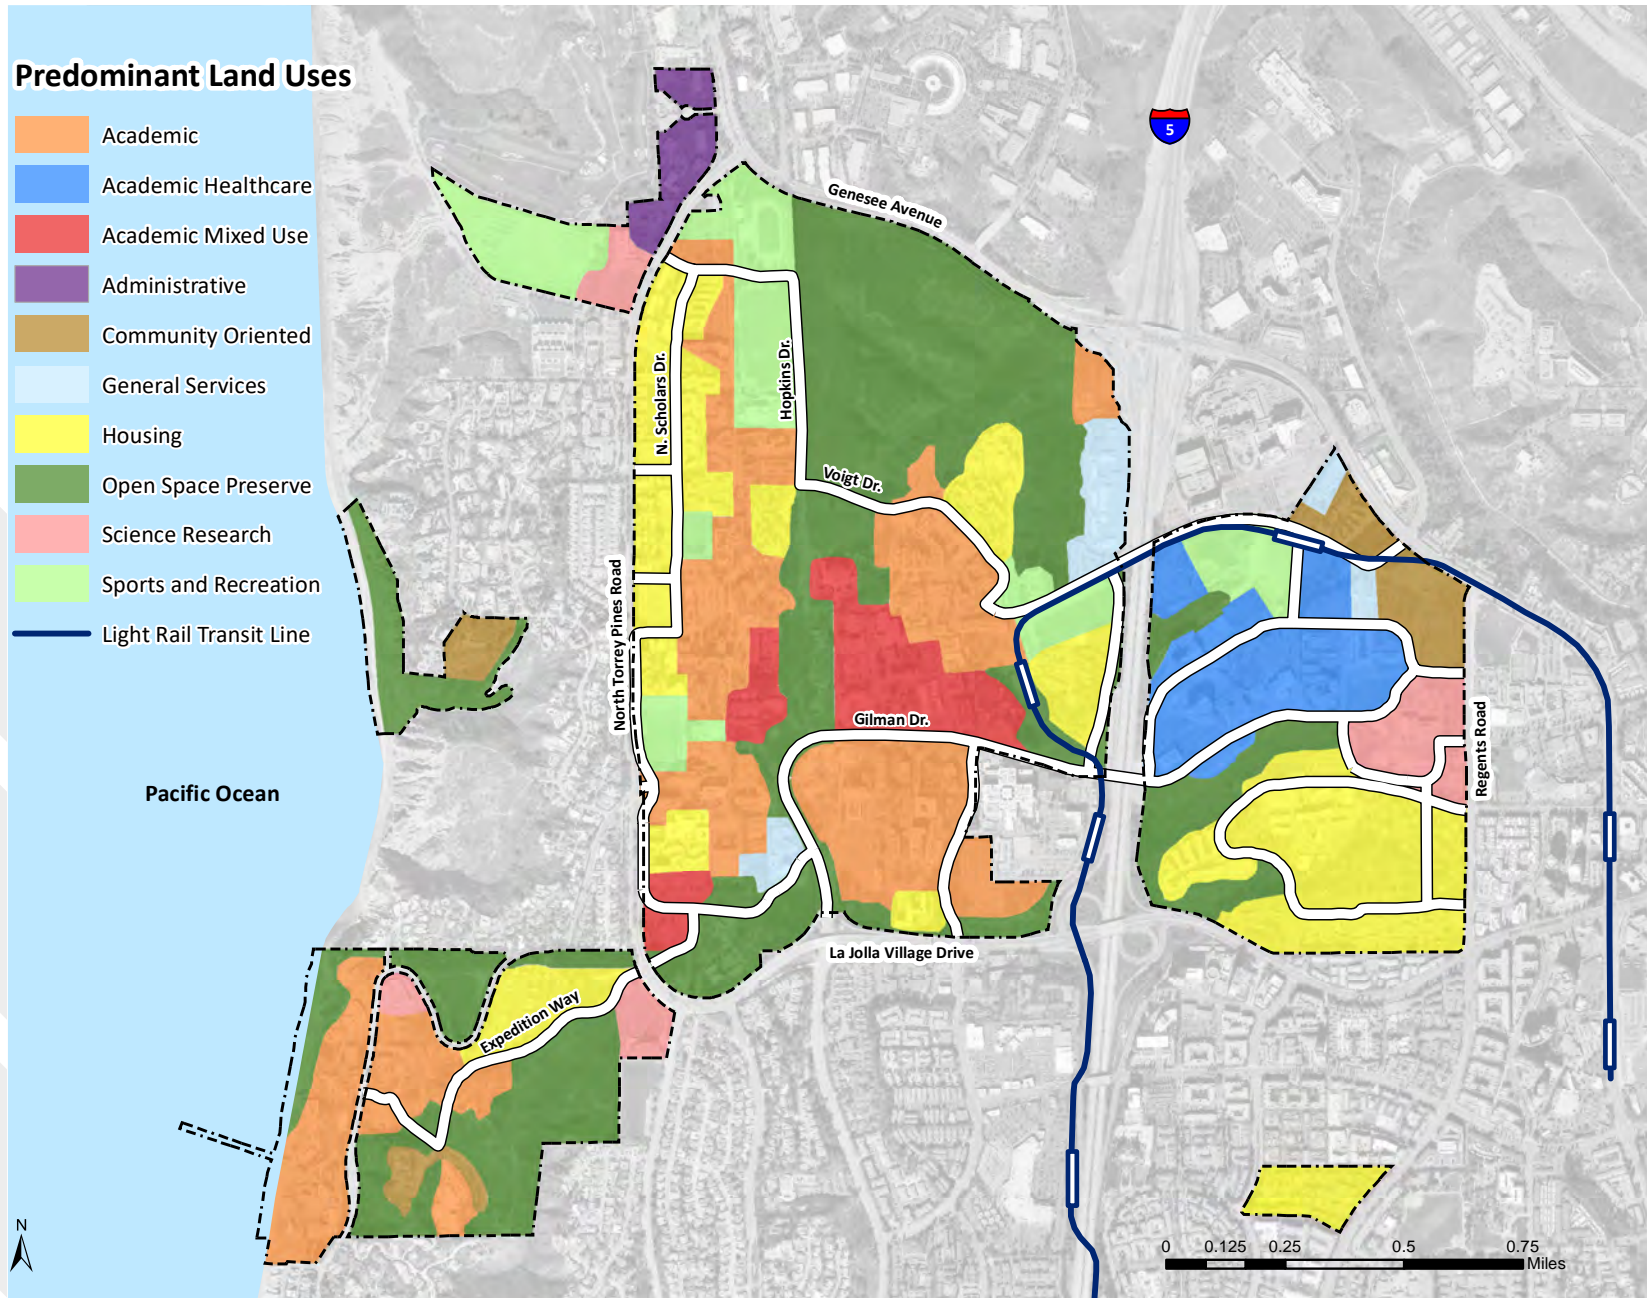 Predominant Land Uses
Academic
Academic Healthcare
Academic Mixed Use
Administrative
Community Oriented
General Services
Housing
Open Space Preserve
Science Research
Sports and Recreation
Light Rail Transit Line
5
Genesee Avenue
N. Scholars Dr.
Hopkins Dr.
Voigt Dr.
North Torrey Pines Road
Gilman Dr.
Regents Road
Pacific Ocean
La Jolla Village Drive
Expedition Way
N
0 0.125 0.25 0.5 0.75
Miles